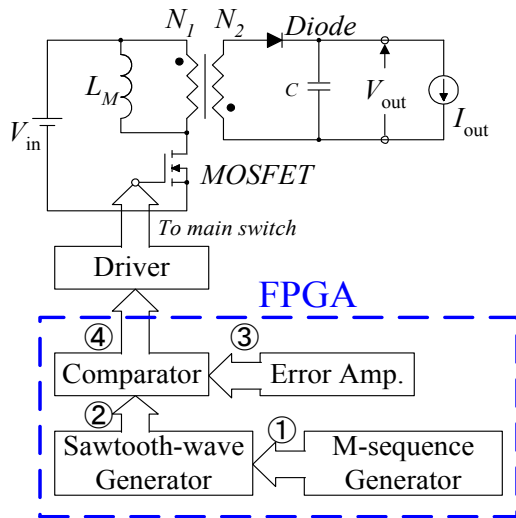 N1 N2 Diode
LM
C
Vin
Vout
Iout
MOSFET
To main switch
Driver
FPGA
④
③
Comparator
Error Amp.
②
①
Sawtooth-wave
Generator
M-sequence
Generator